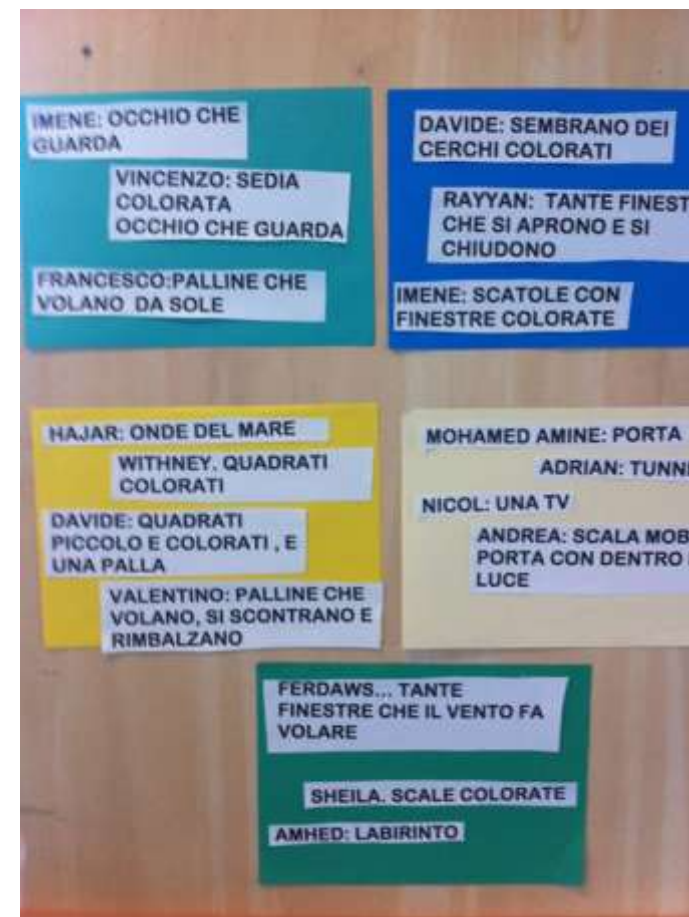 IMENE: OCCHIO CHE
GUARDA
VINCENZO: SEDIA
COLORATA
OCCHIO CHE GUARDA
FRANCESCO:PALLINE CHE
VOLANO DA SOLE
DAVIDE: SEMBRANO DEI
CERCHI COLORATI
RAYYAN: TANTE FINEST
CHE SI APRONO E SI
CHIUDONO
IMENE: SCATOLE CON
FINESTRE COLORATE
HAJAR: ONDE DEL MARE
WITHNEY. QUADRATI
COLORATI
DAVIDE: QUADRATI
PICCOLO E COLORATI , E
UNA PALLA
VALENTINO: PALLINE CHE
VOLANO, SI SCONTRANO E
RIMBALZANO
MOHAMED AMINE: PORTA
ADRIAN: TUNN
NICOL: UNA TV
ANDREA: SCALA MOB
PORTA CON DENTRO
LUCE
FERDAWS... TANTE
FINESTRE CHE IL VENTO FA
VOLARE
SHEILA. SCALE COLORATE
AMHED: LABIRINTO